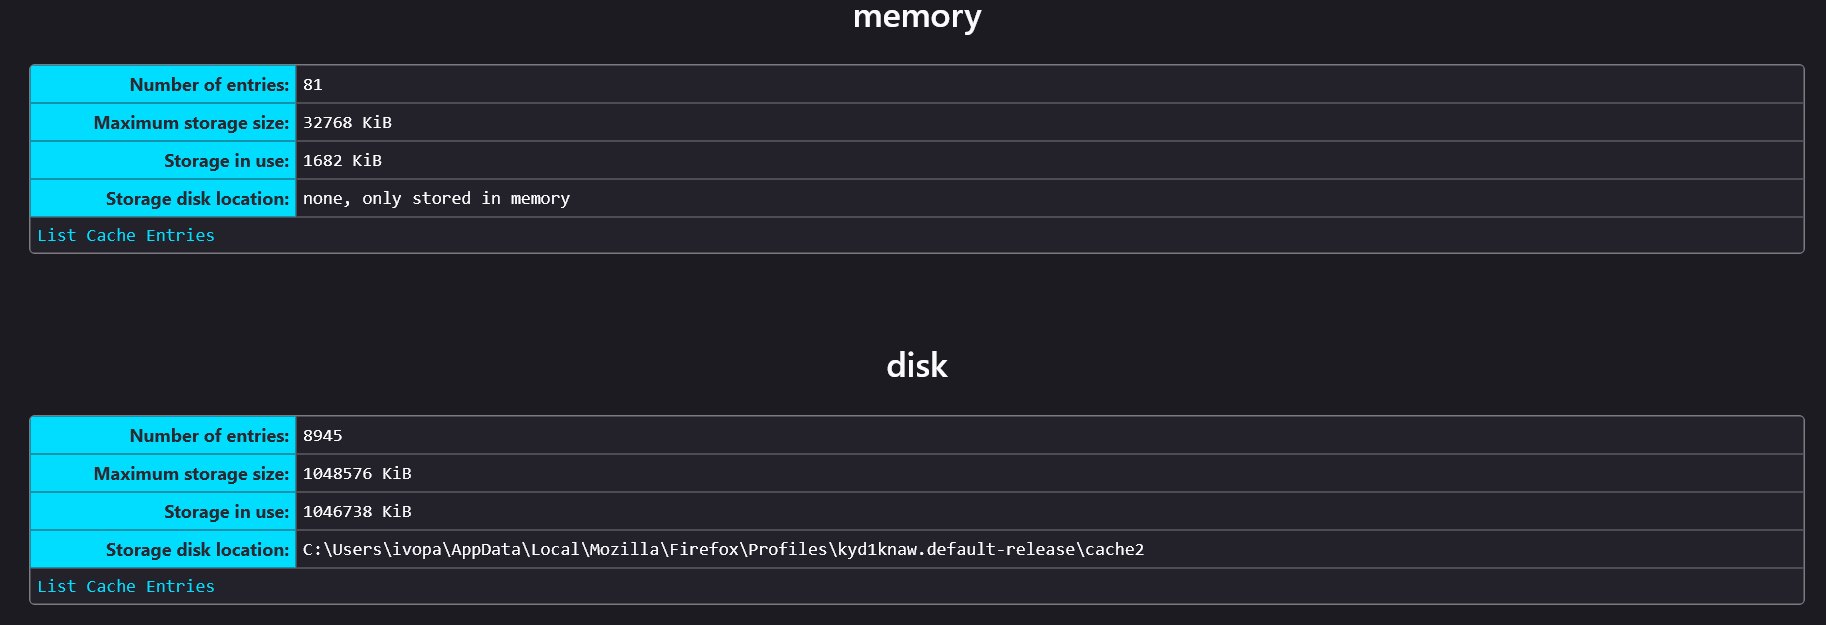 memory
Number of entries: 81
Maximum storage size: 32768 KiB
Storage in use: 1682 KiB
Storage disk location: none, only stored in memory
List Cache Entries
disk
Number of entries: 8945
Maximum storage size: 1048576 KiB
Storage in use: 1046738 KiB
Storage disk location: C:\Users\ivopa\AppData\Local\Mozilla\Firefox\Profiles\kyd1knaw.default-release\cache2
List Cache Entries